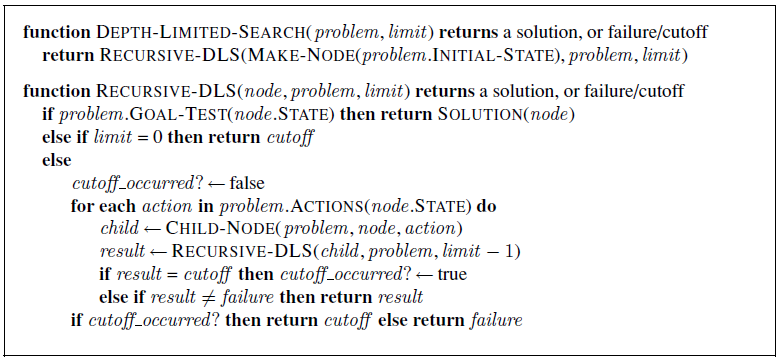 function DEPTH-LIMITED-SEARCH(problem, limit) returns a solution, or failure/cutoff
return RECURSIVE-DLS(MAKE-NODE(problem.INITIAL-STATE), problem, limit)
function RECURSIVE-DLS(node, problem, limit) returns a solution, or failure/cutoff
if problem.GOAL-TEST(node.STATE) then return SOLUTION(node)
else if limit = 0 then return cutoff
else
cutoff_occurred? ← false
for each action in problem.ACTIONS(node.STATE) do
child ← CHILD-NODE(problem, node, action)
result ← RECURSIVE-DLS(child, problem, limit − 1)
if result = cutoff then cutoff_occurred? ← true
else if result ≠ failure then return result
if cutoff_occurred? then return cutoff else return failure